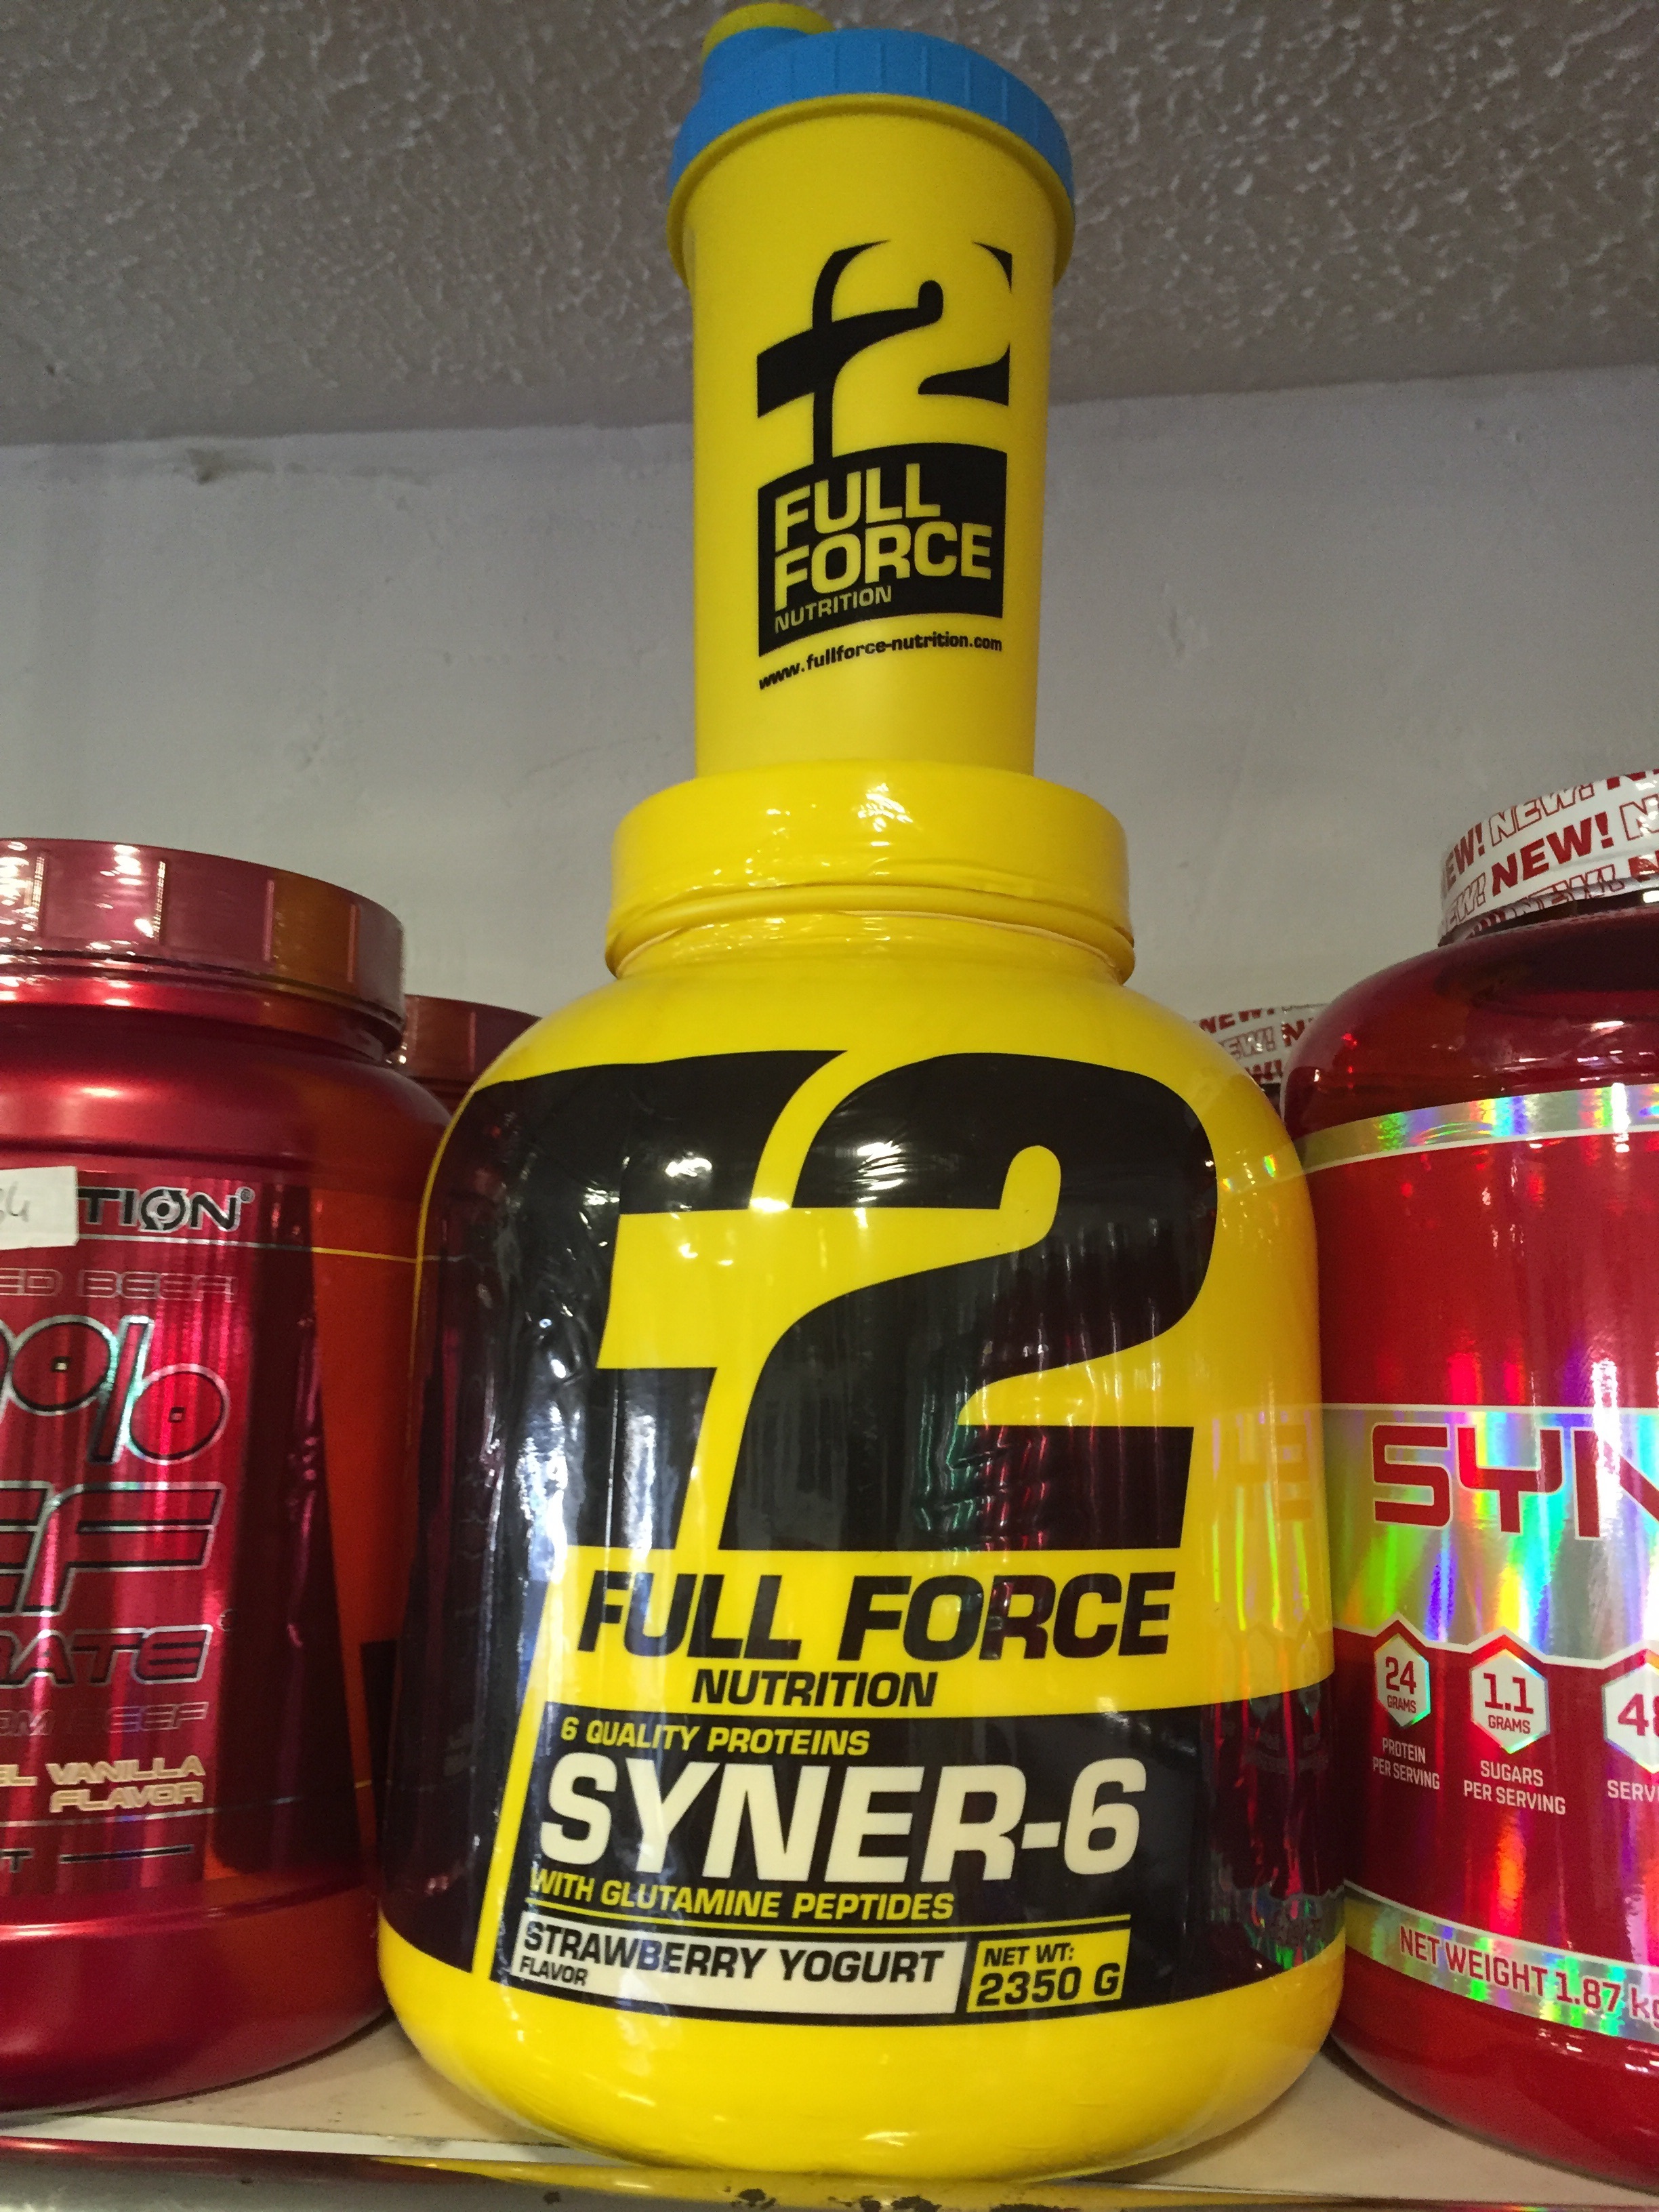 FULL
FORCE
NUTRITION
www.fullforce-nutrition.com
NEW! NEW!
NEW!
FULL FORCE
NUTRITION
6 QUALITY PROTEINS
SYNER-6
WITH GLUTAMINE PEPTIDES
STRAWBERRY YOGURT
FLAVOR
NET WT:
2350 G
VANILLA
FLAVOR
24
GRAMS
PROTEIN
PER SERVING
1.1
GRAMS
SUGARS
PER SERVING
NET WEIGHT 1.87 kg